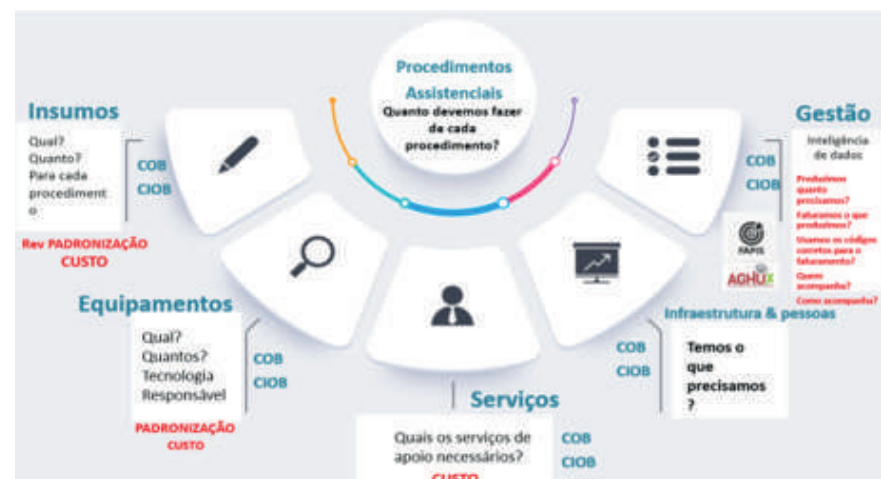 Procedimentos
Assistenciais
Quanto devemos fazer
de cada
procedimento?
Insumos
Qual?
Quanto?
Para cada
procediment
o
COB
CIOB
Rev PADRONIZAÇÃO
CUSTO
Equipamentos
Qual?
Quantos?
Tecnologia
Responsável
COB
CIOB
PADRONIZAÇÃO
CUSTO
Serviços
Quais os serviços de
apoio necessários?
COB
CIOB
CUSTO
Infraestrutura & pessoas
COB
CIOB
Temos o
que
precisamos
?
Gestão
Inteligência
de dados
COB
CIOB
Produzimos
quanto
precisamos?
Faturamos o que
produzimos?
Usamos os códigos
corretos para o
faturamento?
Quem
acompanha?
Como acompanha?
AGHUX